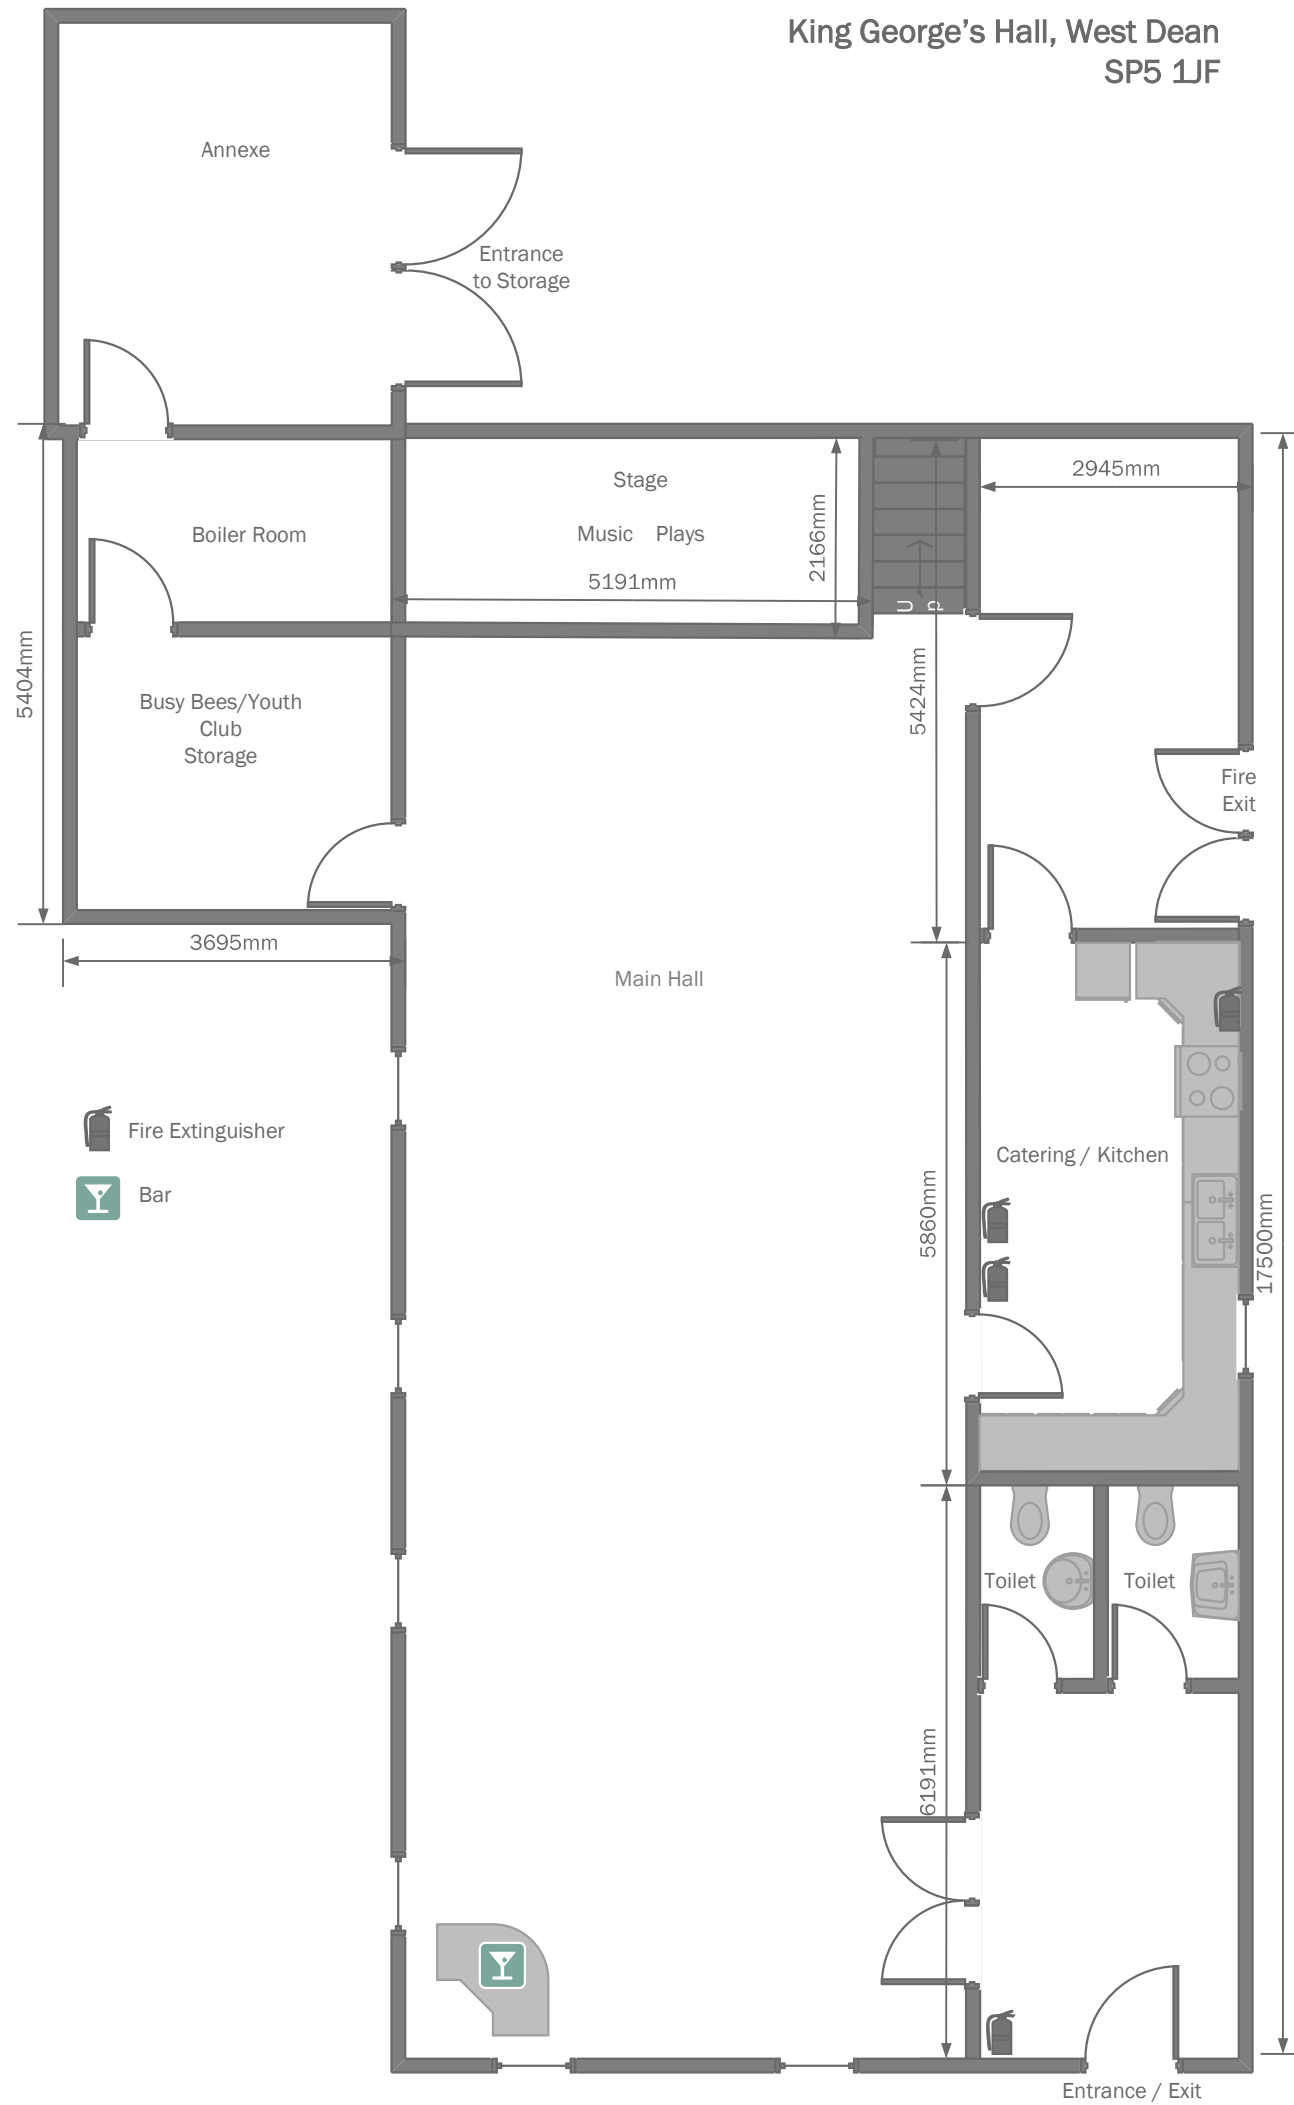 King George’s Hall, West Dean
SP5 1JF
Annexe
Entrance
to Storage
2945mm
Stage
Boiler Room
Music Plays
2166mm
5191mm
U
p
5404mm
5424mm
Busy Bees/Youth
Club
Storage
Fire
Exit
3695mm
Main Hall
Fire Extinguisher
Catering / Kitchen
Bar
5860mm
17500mm
Toilet
Toilet
6191mm
Entrance / Exit